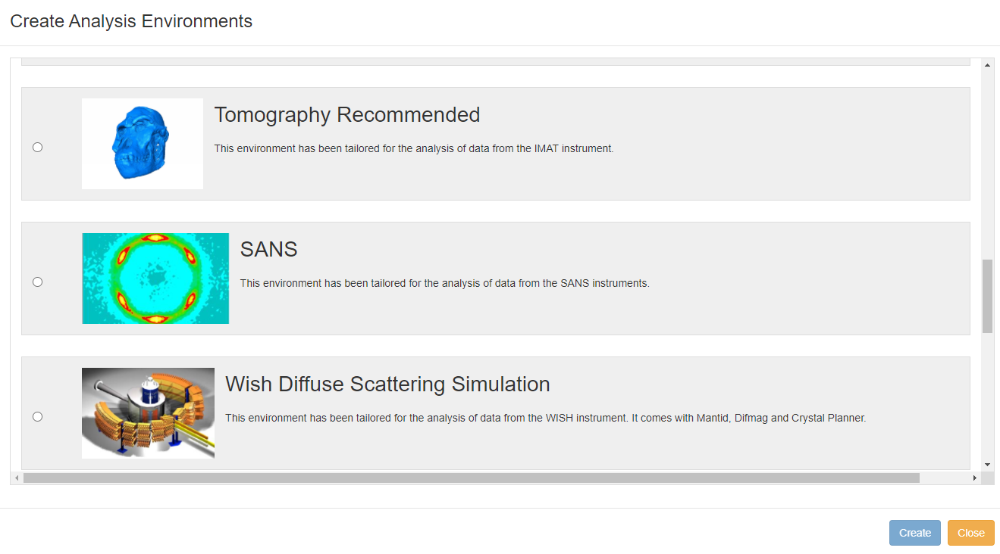 Create Analysis Environments
Tomography Recommended
This environment has been tailored for the analysis of data from the IMAT instrument.
SANS
This environment has been tailored for the analysis of data from the SANS instruments.
Wish Diffuse Scattering Simulation
This environment has been tailored for the analysis of data from the WISH instrument. It comes with Mantid, Difmag and Crystal Planner.
Create
Close